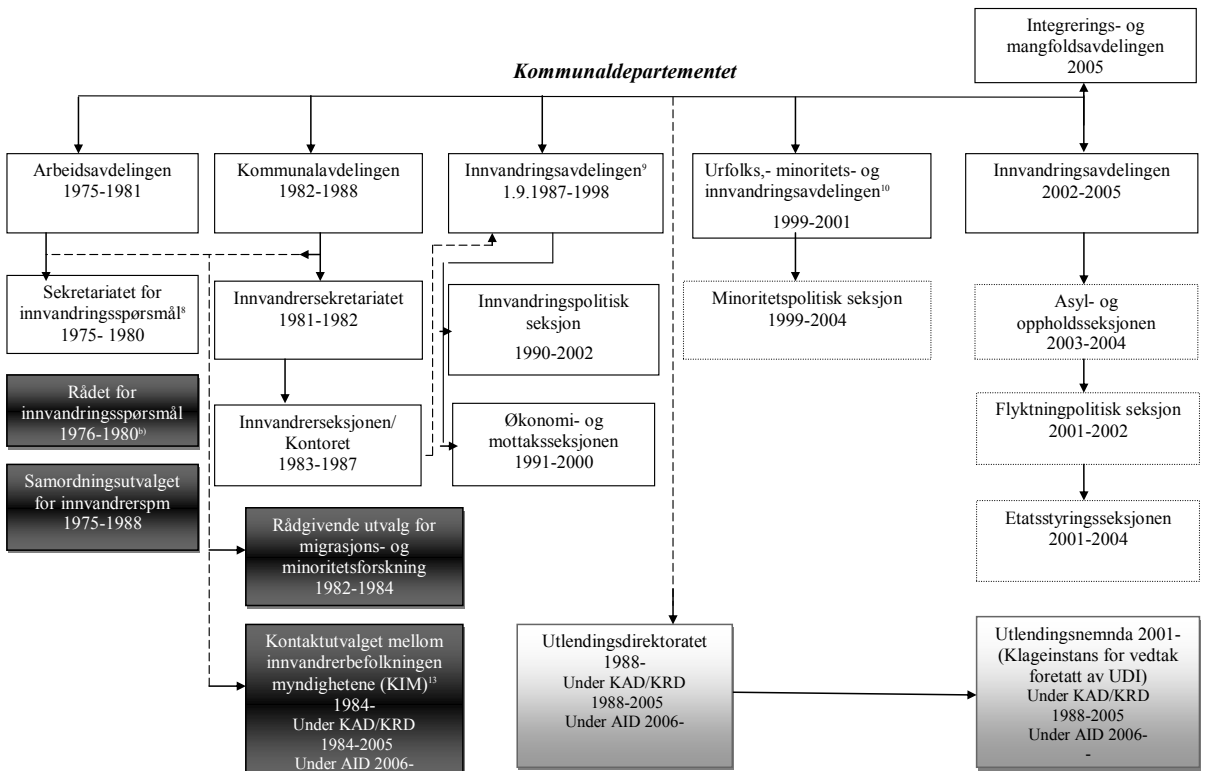 Integrerings- og
mangfoldsavdelingen
2005
Kommunaldepartementet
Arbeidsavdelingen
1975-1981
Kommunalavdelingen
1982-1988
Innvandringsavdelingen⁹
1.9.1987-1998
Urfolks,- minoritets- og
innvandringsavdelingen¹⁰
1999-2001
Innvandringsavdelingen
2002-2005
Sekretariatet for
innvandringsspørsmål⁸
1975- 1980
Innvandrersekretariatet
1981-1982
Innvandringspolitisk
seksjon
1990-2002
Minoritetspolitisk seksjon
1999-2004
Asyl- og
oppholdsseksjonen
2003-2004
Rådet for
innvandringsspørsmål
1976-1980ᵇ⁾
Innvandrerseksjonen/
Kontoret
1983-1987
Økonomi- og
mottaksseksjonen
1991-2000
Flyktningpolitisk seksjon
2001-2002
Samordningsutvalget
for innvandrerspm
1975-1988
Rådgivende utvalg for
migrasjons- og
minoritetsforskning
1982-1984
Etatsstyringsseksjonen
2001-2004
Kontaktutvalget mellom
innvandrerbefolkningen
myndighetene (KIM)¹³
1984-
Under KAD/KRD
1984-2005
Under AID 2006-
Utlendingsdirektoratet
1988-
Under KAD/KRD
1988-2005
Under AID 2006-
Utlendingsnemnda 2001-
(Klageinstans for vedtak
foretatt av UDI)
Under KAD/KRD
1988-2005
Under AID 2006-
-